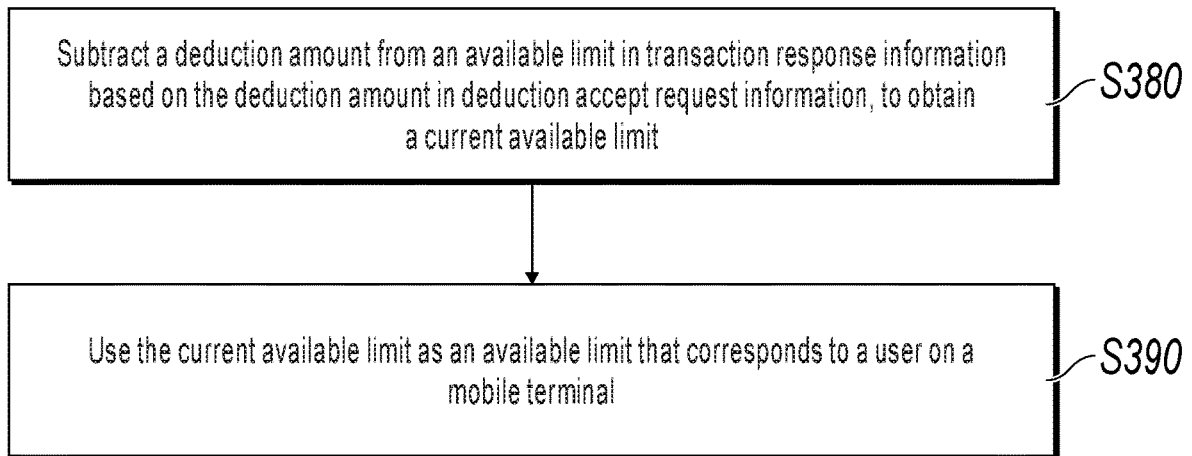 Subtract a deduction amount from an available limit in transaction response information
based on the deduction amount in deduction accept request information, to obtain
a current available limit
S380
Use the current available limit as an available limit that corresponds to a user on a
mobile terminal
S390